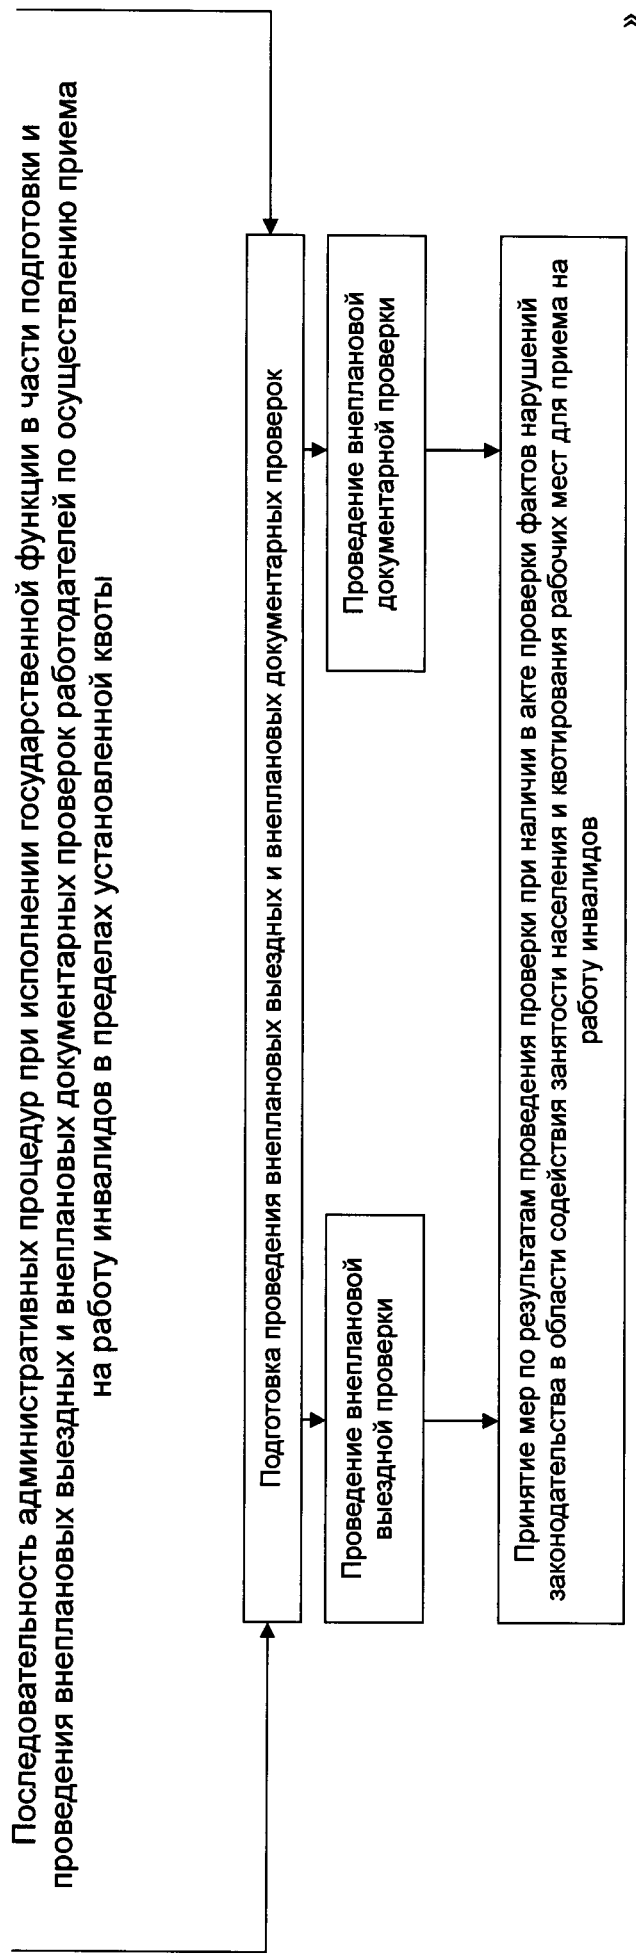 Последовательность административных процедур при исполнении государственной функции в части подготовки и
проведения внеплановых выездных и внеплановых документарных проверок работодателей по осуществлению приема
на работу инвалидов в пределах установленной квоты
Подготовка проведения внеплановых выездных и внеплановых документарных проверок
Проведение внеплановой
выездной проверки
Проведение внеплановой
документарной проверки
Принятие мер по результатам проведения проверки при наличии в акте проверки фактов нарушений
законодательства в области содействия занятости населения и квотирования рабочих мест для приема на
работу инвалидов
»